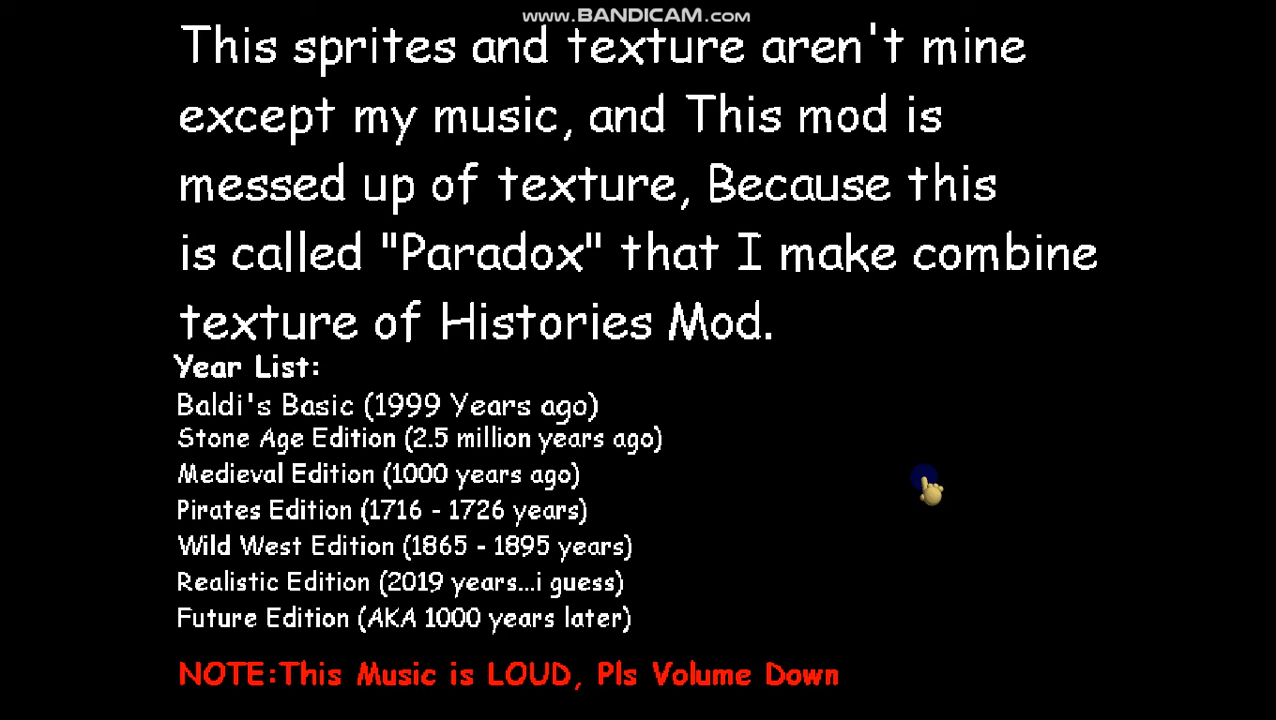 www.BANDICAM.com
This sprites and texture aren't mine
except my music, and This mod is
messed up of texture, Because this
is called "Paradox" that I make combine
texture of Histories Mod.
Year List:
Baldi's Basic (1999 Years ago)
Stone Age Edition (2.5 million years ago)
Medieval Edition (1000 years ago)
Pirates Edition (1716 - 1726 years)
Wild West Edition (1865 - 1895 years)
Realistic Edition (2019 years...i guess)
Future Edition (AKA 1000 years later)
NOTE:This Music is LOUD, Pls Volume Down